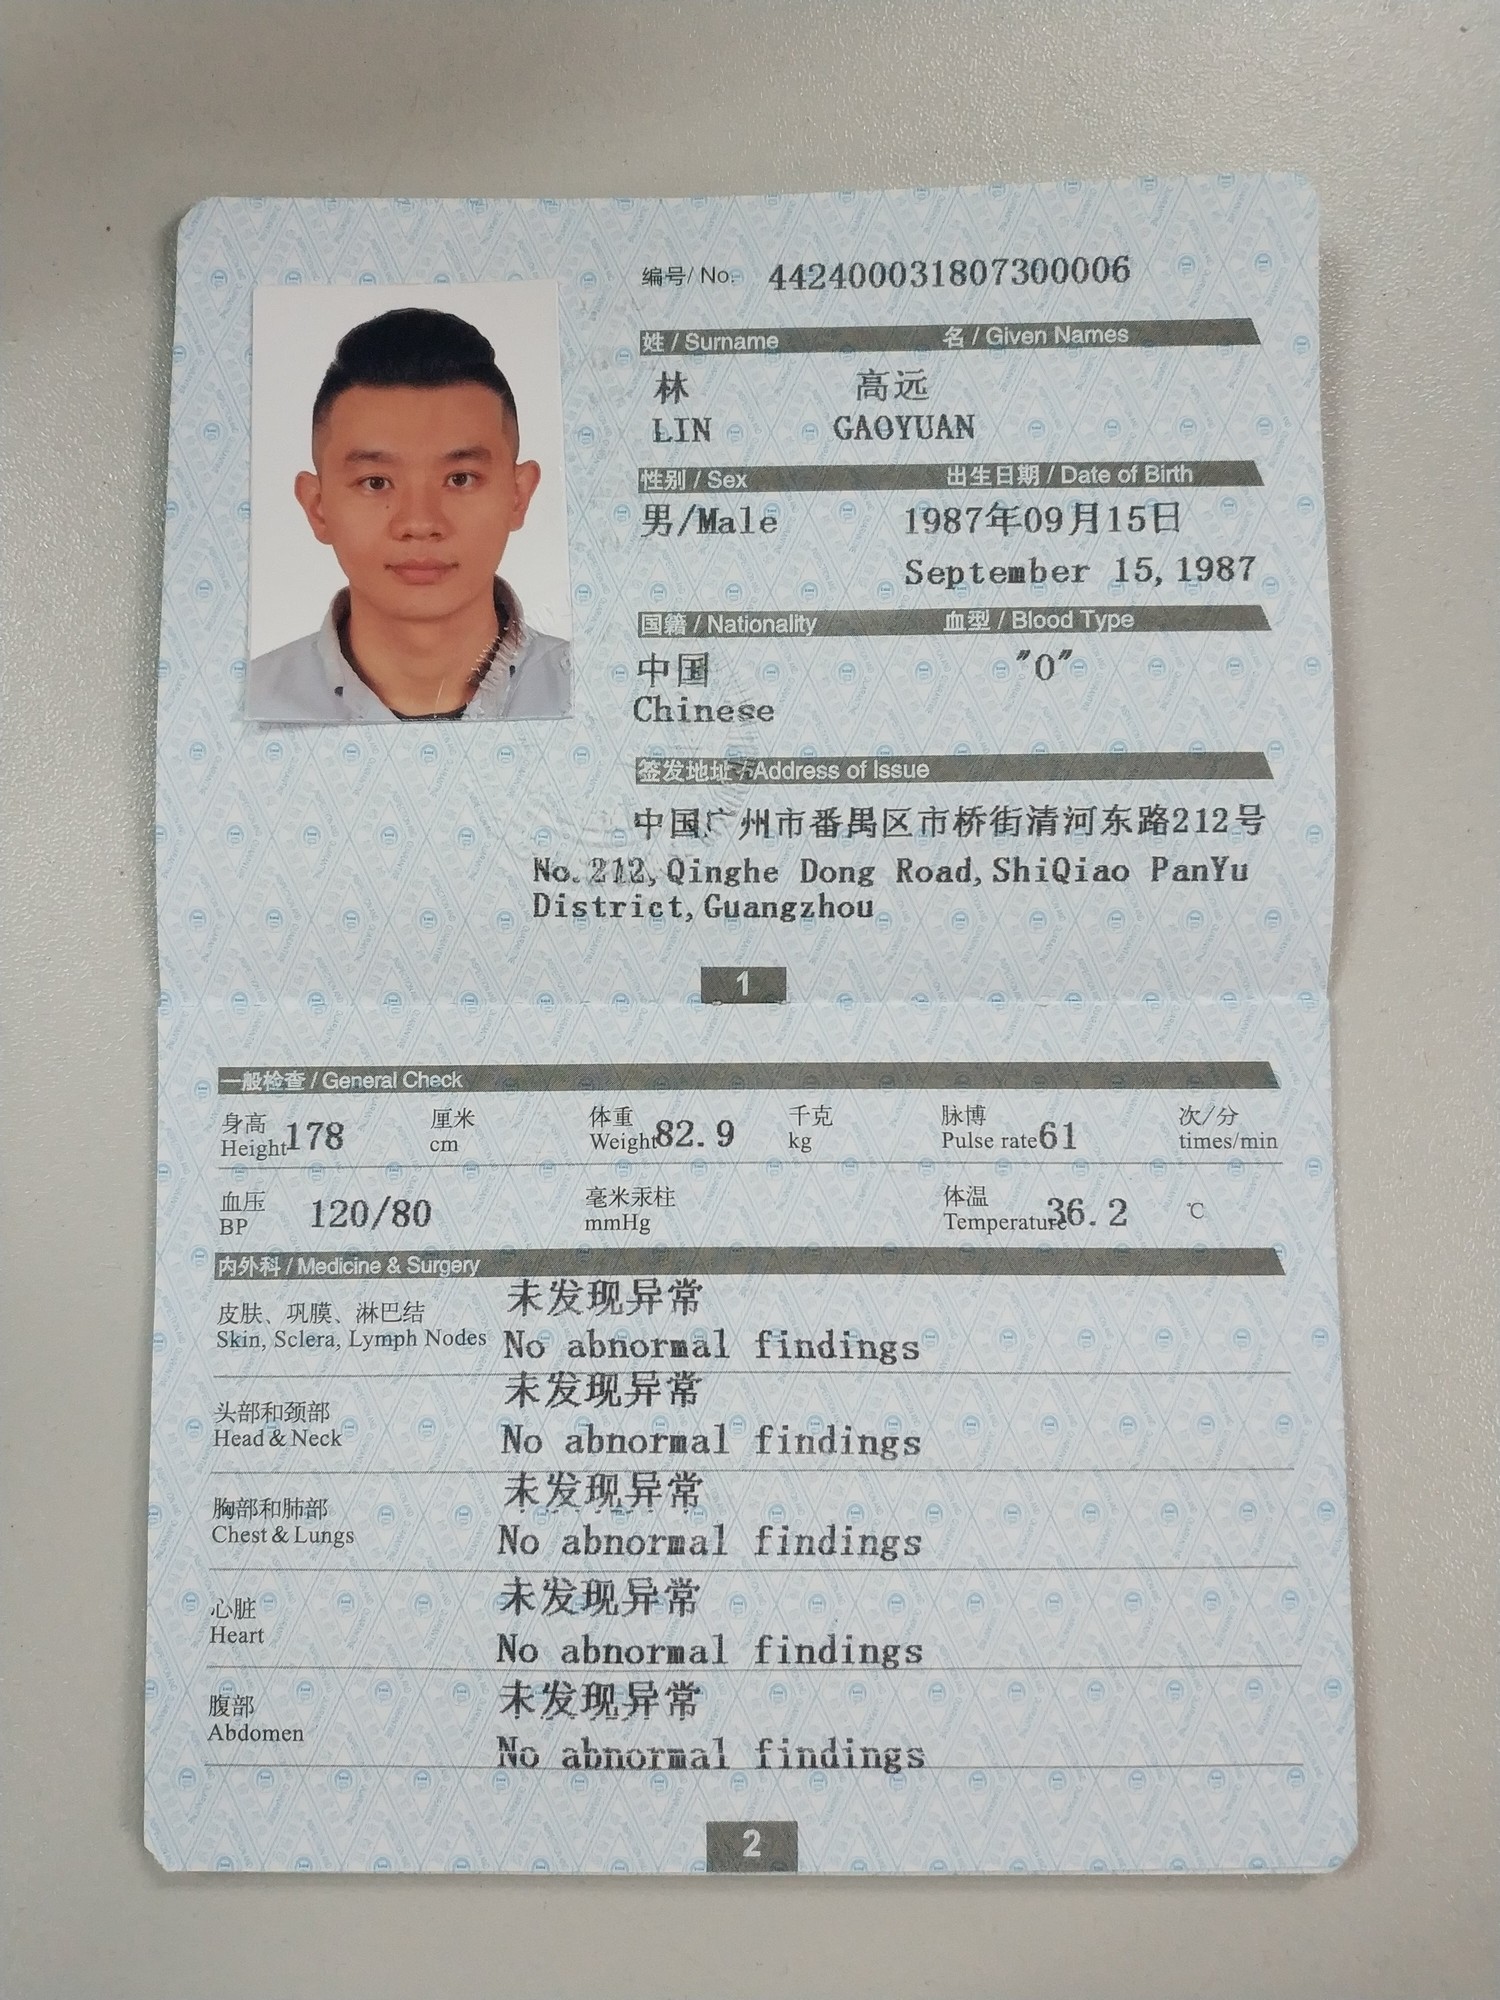 编号/ No. 442400031807300006
姓 / Surname 名 / Given Names
林 高远
LIN GAOYUAN
性别 / Sex 出生日期 / Date of Birth
男/Male 1987年09月15日
September 15,1987
国籍 / Nationality 血型 / Blood Type
中国 "O"
Chinese
签发地址 / Address of Issue
中国广州市番禺区市桥街清河东路212号
No.212,Qinghe Dong Road,ShiQiao PanYu
District,Guangzhou
1
一般检查 / General Check
身高 厘米 体重 千克 脉搏 次/分
Height 178 cm Weight 82.9 kg Pulse rate 61 times/min
血压 毫米汞柱 体温
BP 120/80 mmHg Temperature 36.2 ℃
内外科 / Medicine & Surgery
皮肤、巩膜、淋巴结 未发现异常
Skin, Sclera, Lymph Nodes No abnormal findings
头部和颈部 未发现异常
Head & Neck No abnormal findings
胸部和肺部 未发现异常
Chest & Lungs No abnormal findings
心脏 未发现异常
Heart No abnormal findings
腹部 未发现异常
Abdomen No abnormal findings
2